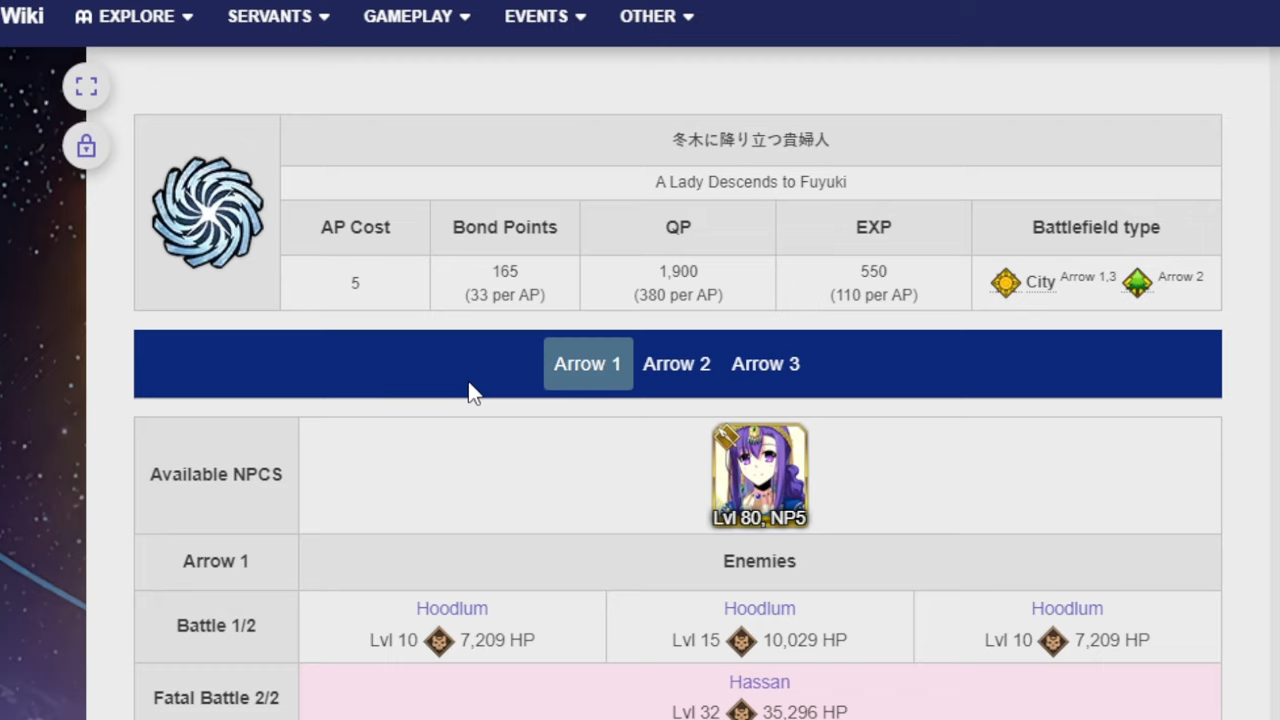 Wiki EXPLORE SERVANTS GAMEPLAY EVENTS OTHER
冬木に降り立つ貴婦人
A Lady Descends to Fuyuki
AP Cost Bond Points QP EXP Battlefield type
5 165 1,900 550 City Arrow 1,3 Arrow 2
(33 per AP) (380 per AP) (110 per AP)
Arrow 1 Arrow 2 Arrow 3
Available NPCS
Lvl 80, NP5
Arrow 1 Enemies
Battle 1/2 Hoodlum Hoodlum Hoodlum
Lvl 10 7,209 HP Lvl 15 10,029 HP Lvl 10 7,209 HP
Fatal Battle 2/2 Hassan
Lvl 32 35,296 HP